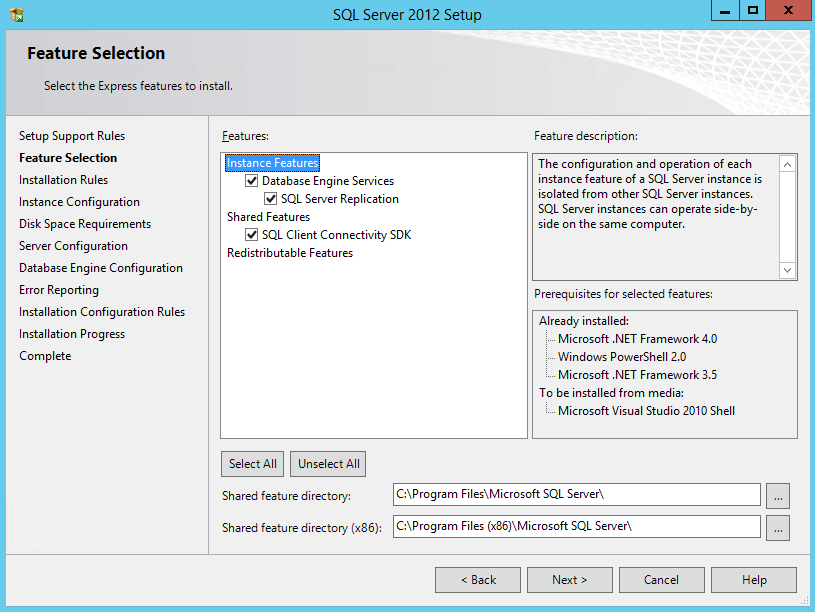 SQL Server 2012 Setup
Feature Selection
Select the Express features to install.
Setup Support Rules
Feature Selection
Installation Rules
Instance Configuration
Disk Space Requirements
Server Configuration
Database Engine Configuration
Error Reporting
Installation Configuration Rules
Installation Progress
Complete
Features:
Instance Features
Database Engine Services
SQL Server Replication
Shared Features
SQL Client Connectivity SDK
Redistributable Features
Feature description:
The configuration and operation of each
instance feature of a SQL Server instance is
isolated from other SQL Server instances.
SQL Server instances can operate side-by-
side on the same computer.
Prerequisites for selected features:
Already installed:
Microsoft .NET Framework 4.0
Windows PowerShell 2.0
Microsoft .NET Framework 3.5
To be installed from media:
Microsoft Visual Studio 2010 Shell
Select All
Unselect All
Shared feature directory:
C:\Program Files\Microsoft SQL Server\
...
Shared feature directory (x86):
C:\Program Files (x86)\Microsoft SQL Server\
...
< Back
Next >
Cancel
Help